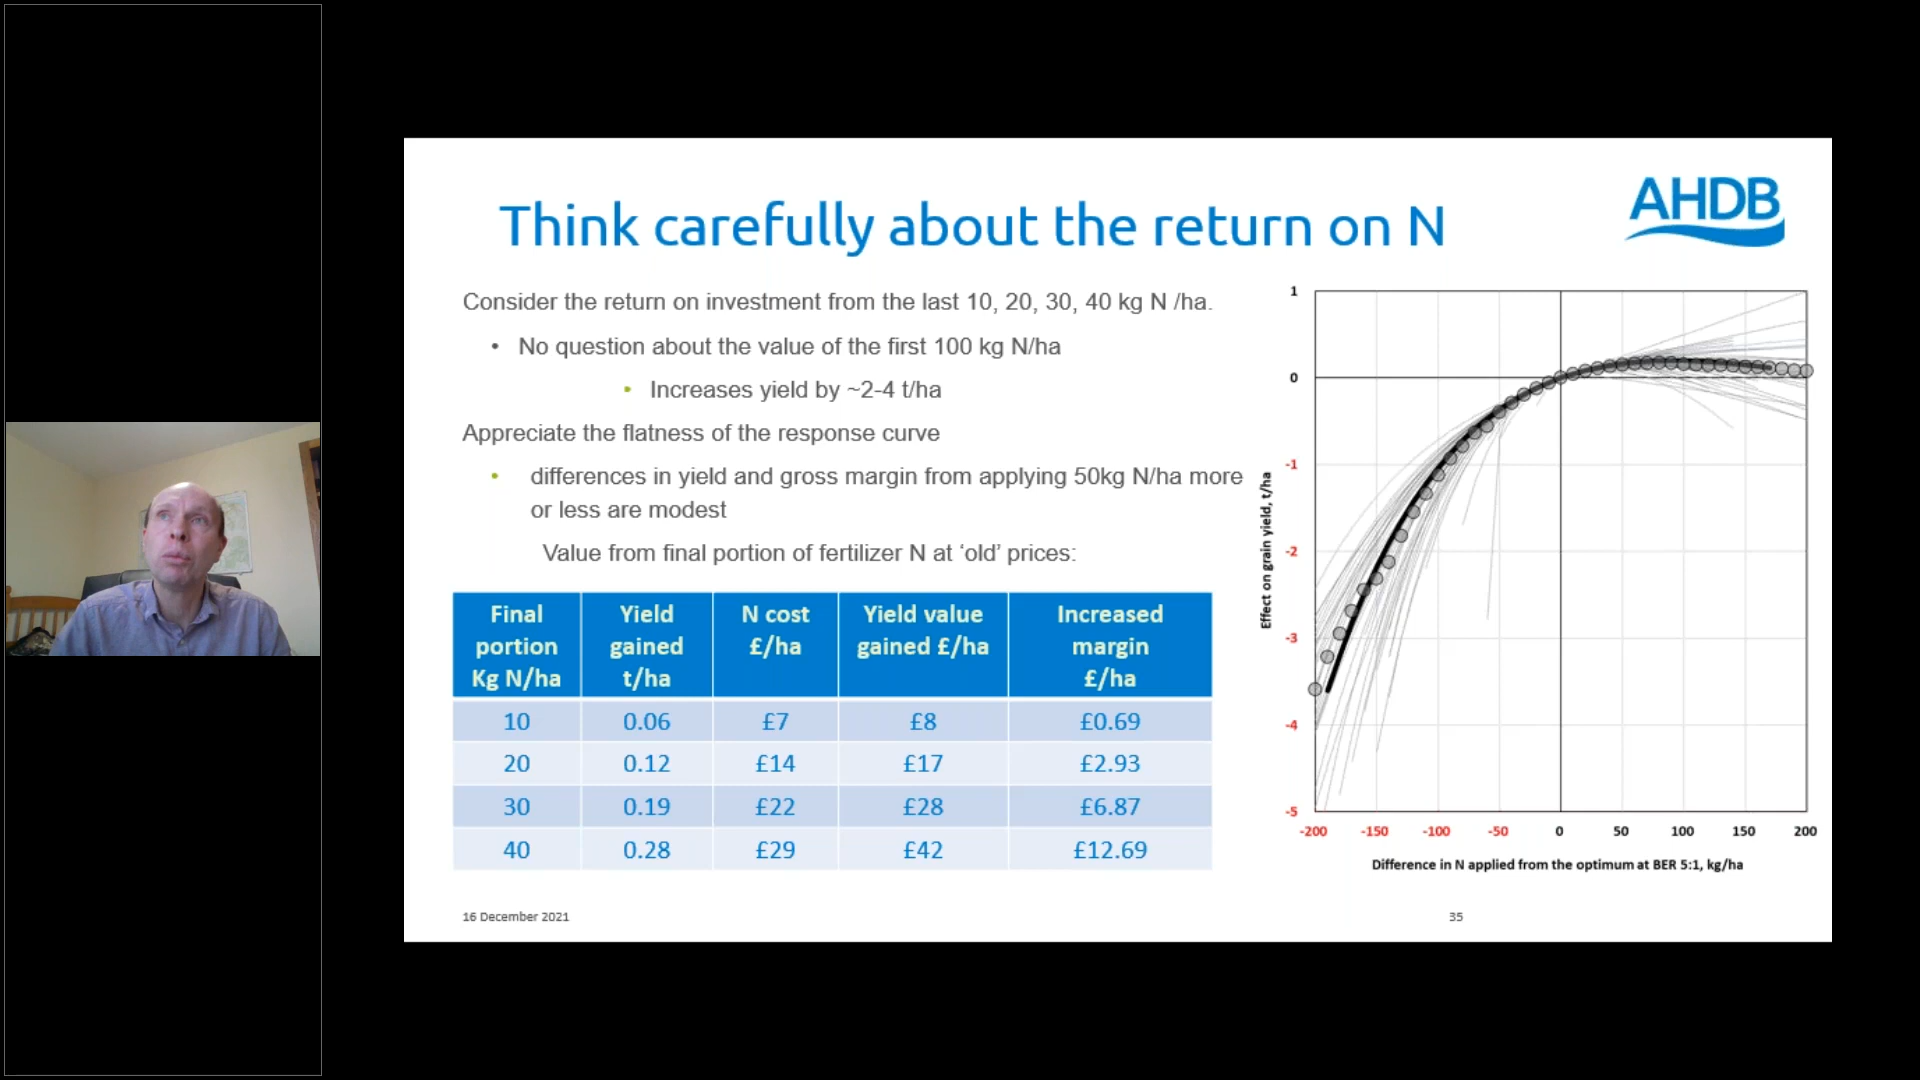 Think carefully about the return on N
AHDB
Consider the return on investment from the last 10, 20, 30, 40 kg N /ha.
• No question about the value of the first 100 kg N/ha
• Increases yield by ~2-4 t/ha
Appreciate the flatness of the response curve
• differences in yield and gross margin from applying 50kg N/ha more
or less are modest
Value from final portion of fertilizer N at ‘old’ prices:
Final portion Kg N/ha Yield gained t/ha N cost £/ha Yield value gained £/ha Increased margin £/ha
10 0.06 £7 £8 £0.69
20 0.12 £14 £17 £2.93
30 0.19 £22 £28 £6.87
40 0.28 £29 £42 £12.69
Effect on grain yield, t/ha
1
0
-1
-2
-3
-4
-5
-200 -150 -100 -50 0 50 100 150 200
Difference in N applied from the optimum at BER 5:1, kg/ha
16 December 2021
35